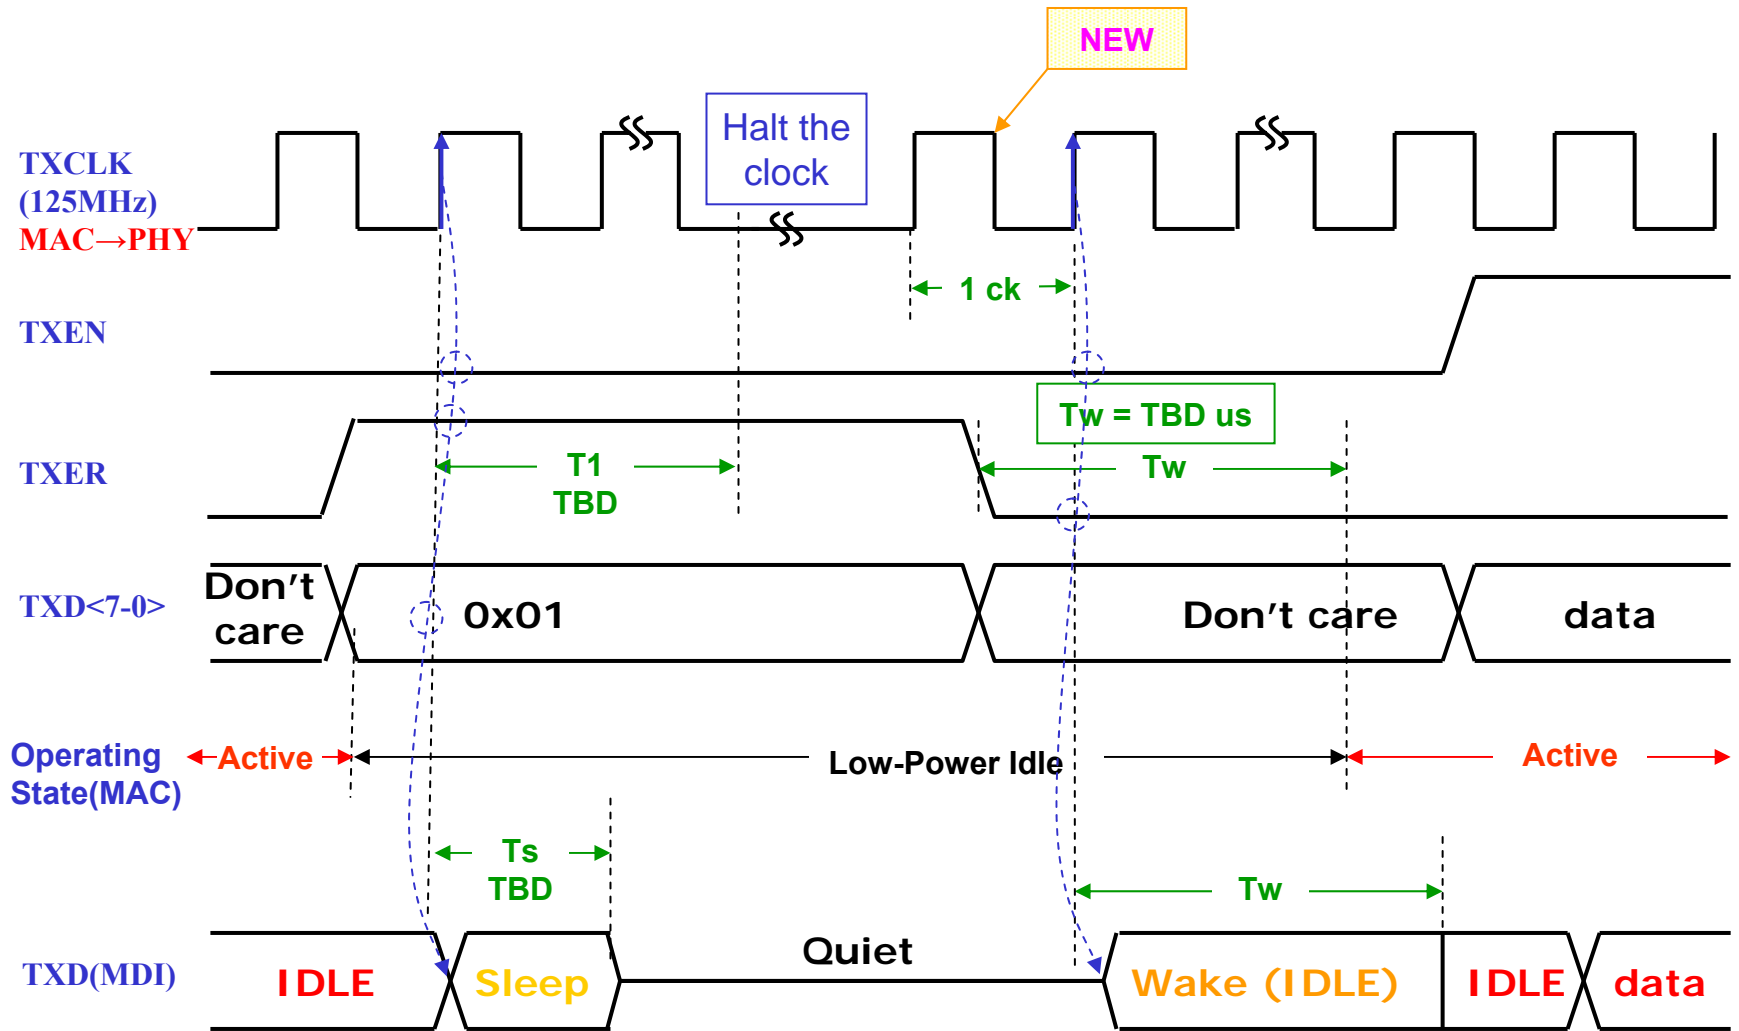 NEW
Halt the
clock
TXCLK
(125MHz)
MAC→PHY
1 ck
TXEN
Tw = TBD us
TXER
T1
TBD
Tw
TXD<7-0>
Don't
care
0x01
Don't care
data
Operating
State(MAC)
Active
Low-Power Idle
Active
Ts
TBD
Tw
TXD(MDI)
IDLE
Sleep
Quiet
Wake (IDLE)
IDLE
data